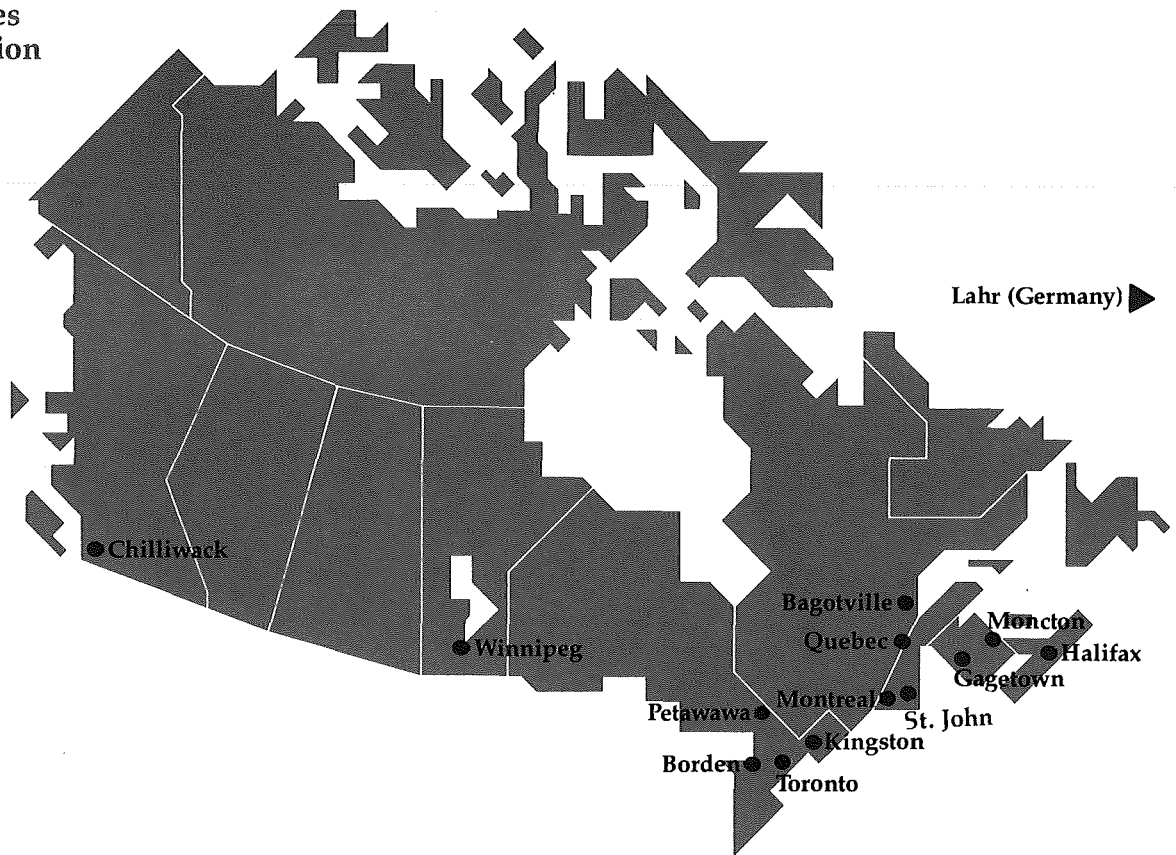 es
ion
Lahr (Germany)
Chilliwack
Bagotville
Moncton
Quebec
Winnipeg
Halifax
Gagetown
Montreal
Petawawa
St. John
Kingston
Borden
Toronto